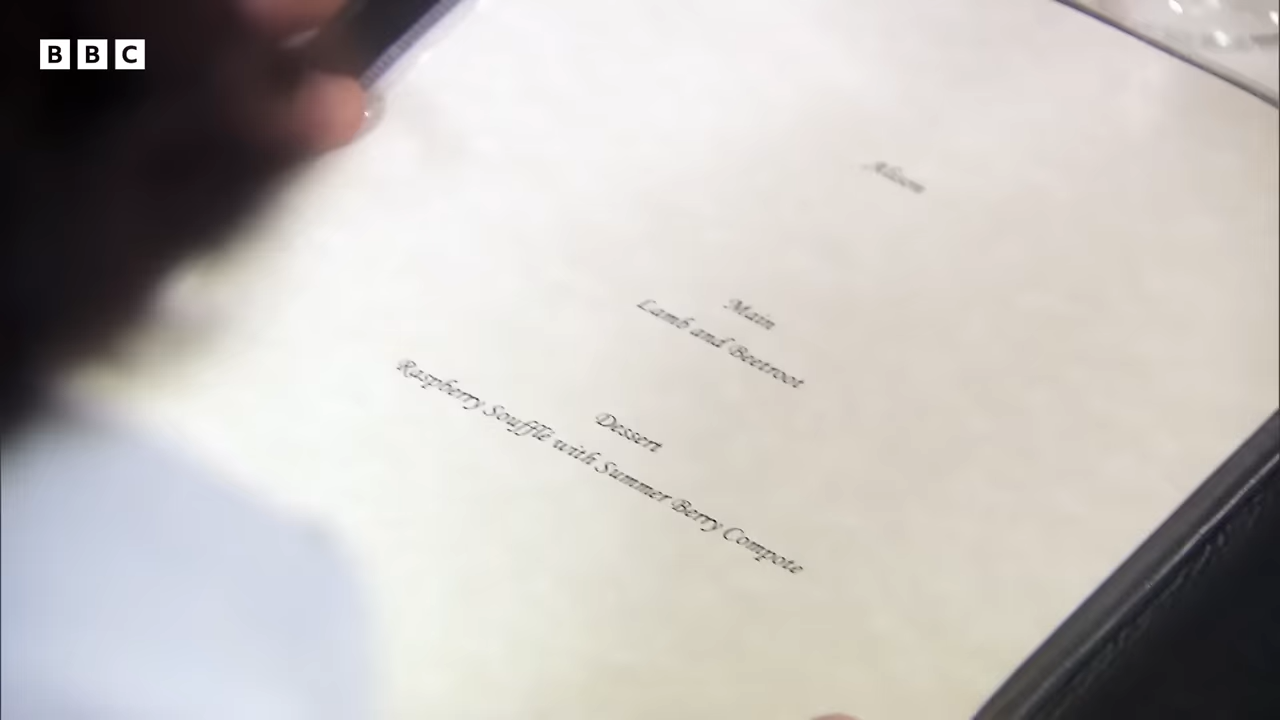 BBC
Alison
Main
Lamb and Beetroot
Dessert
Raspberry Soufflé with Summer Berry Compote